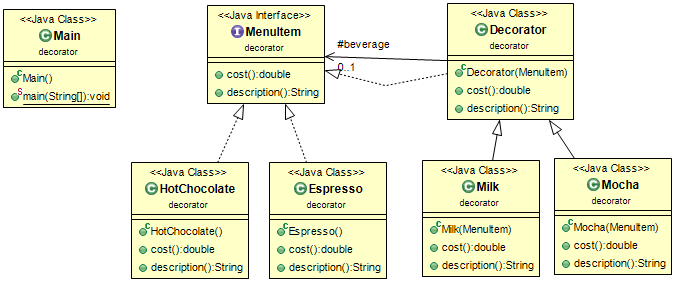 <<Java Class>>
Main
decorator
Main()
main(String[]):void
<<Java Interface>>
MenuItem
decorator
cost():double
description():String
#beverage
0..1
<<Java Class>>
Decorator
decorator
Decorator(MenuItem)
cost():double
description():String
<<Java Class>>
HotChocolate
decorator
HotChocolate()
cost():double
description():String
<<Java Class>>
Espresso
decorator
Espresso()
cost():double
description():String
<<Java Class>>
Milk
decorator
Milk(MenuItem)
cost():double
description():String
<<Java Class>>
Mocha
decorator
Mocha(MenuItem)
cost():double
description():String